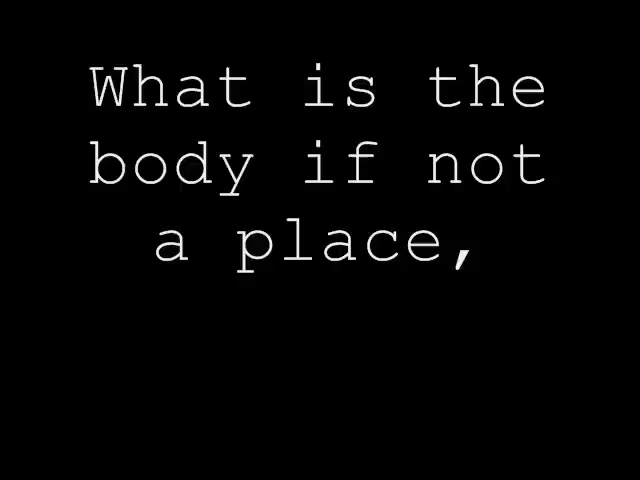 What is the
body if not
a place,